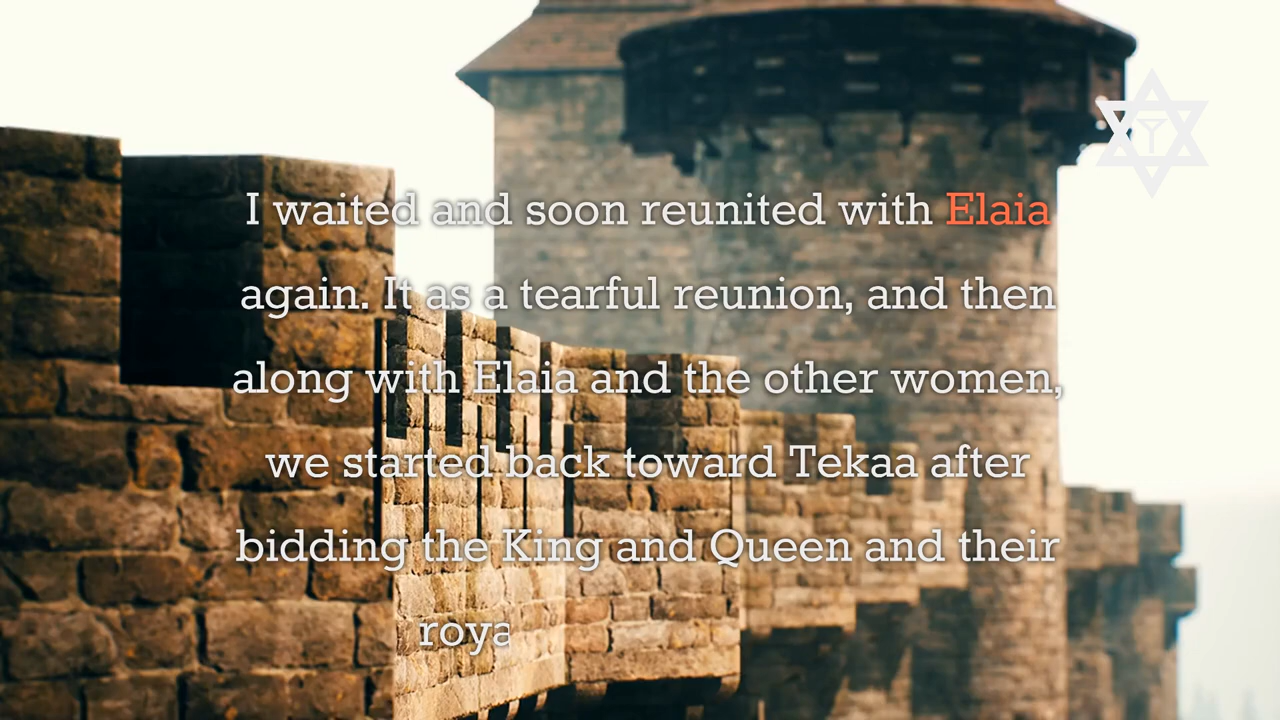 I waited and soon reunited with Elaia
again. It as a tearful reunion, and then
along with Elaia and the other women,
we started back toward Tekaa after
bidding the King and Queen and their
roya